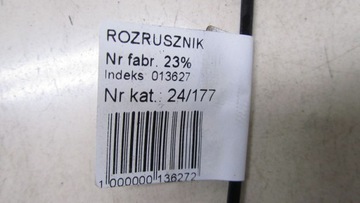 ROZRUSZNIK
Nr fabr. 23%
Indeks 013627
Nr kat.: 24/177
1 000000 136272